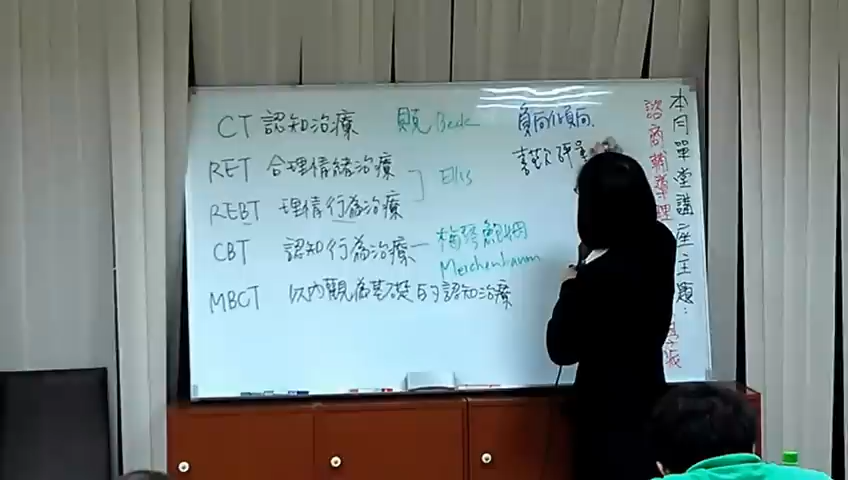 CT 認知治療 貝克 Beck
RET 合理情緒治療
REBT 理情行為治療
Ellis
CBT 認知行為治療 梅琴鮑姆
Meichenbaum
MBCT 以內觀為基礎的認知治療
負向傾向
本月單堂講座主題：
諮商輔導